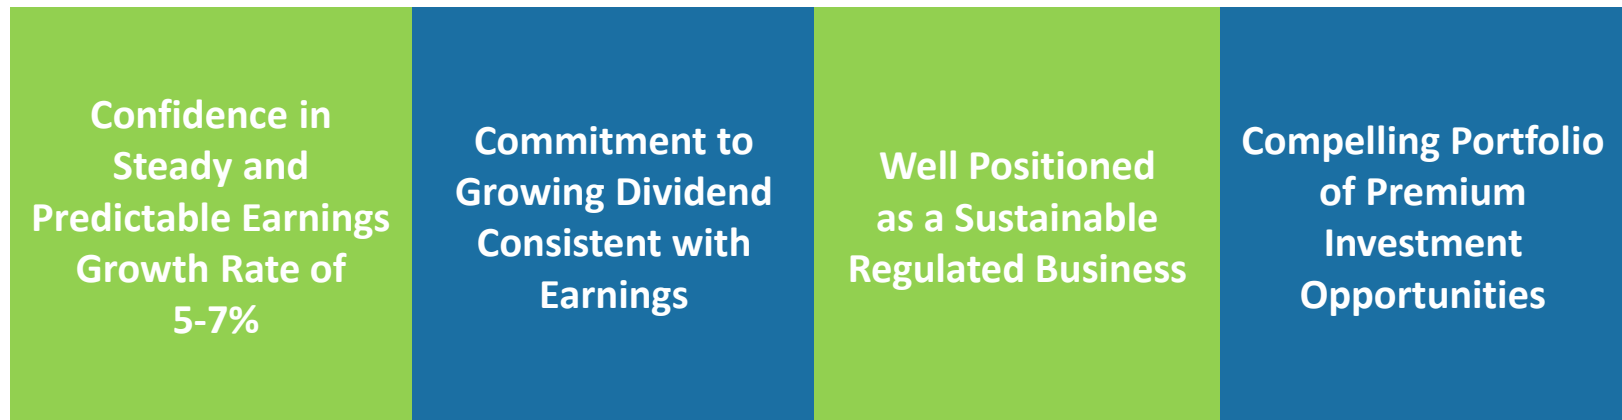 Confidence in
Steady and
Predictable Earnings
Growth Rate of
5-7%
Commitment to
Growing Dividend
Consistent with
Earnings
Well Positioned
as a Sustainable
Regulated Business
Compelling Portfolio
of Premium
Investment
Opportunities